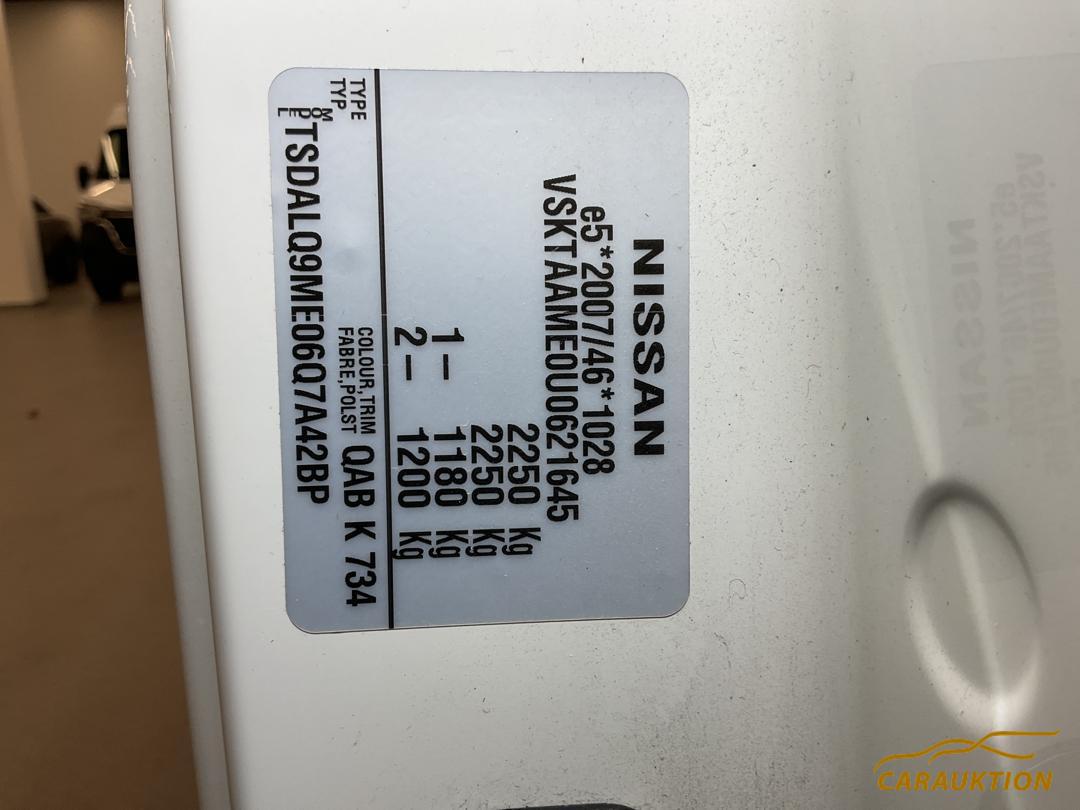 NISSAN
e5*2007/46*1028
VSKTAAME0U0621645
2250 Kg
2250 Kg
1- 1180 Kg
2- 1200 Kg
TYPE
TYP
COLOUR,TRIM
FABRE,POLST
QAB K 734
MODEL
TSDALQ9ME06Q7A42BP
CARAUKTION